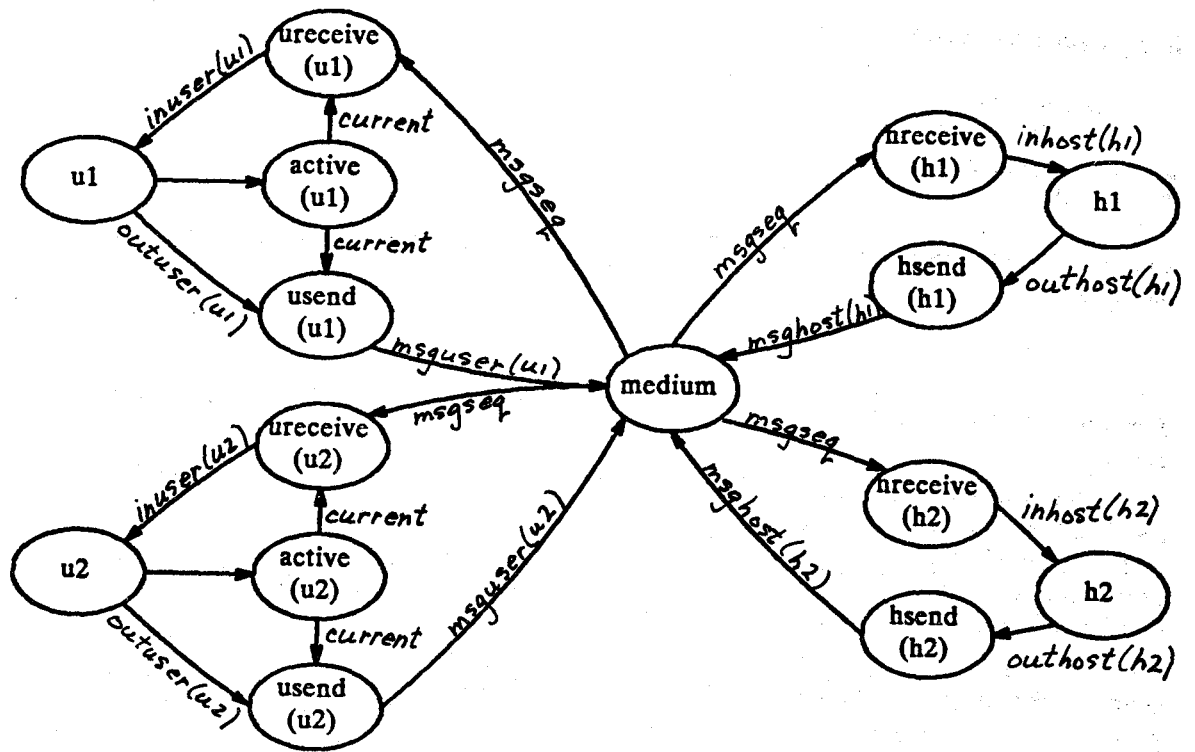 ureceive
(u1)
inuser(u1)
current
u1
active
(u1)
current
outuser(u1)
usend
(u1)
msguser(u1)
msgseq
hreceive
(h1)
inhost(h1)
msgseq
h1
hsend
(h1)
outhost(h1)
msghost(h1)
medium
msgseq
ureceive
(u2)
inuser(u2)
current
u2
active
(u2)
current
outuser(u2)
usend
(u2)
msguser(u2)
msgseq
hreceive
(h2)
inhost(h2)
msghost(h2)
h2
hsend
(h2)
outhost(h2)